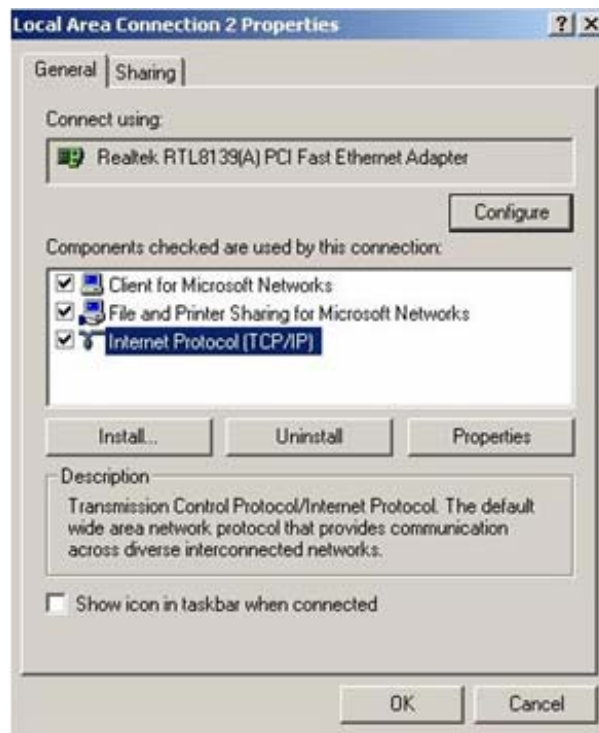 Local Area Connection 2 Properties
General Sharing
Connect using:
Realtek RTL8139(A) PCI Fast Ethernet Adapter
Configure
Components checked are used by this connection:
Client for Microsoft Networks
File and Printer Sharing for Microsoft Networks
Internet Protocol (TCP/IP)
Install... Uninstall Properties
Description
Transmission Control Protocol/Internet Protocol. The default
wide area network protocol that provides communication
across diverse interconnected networks.
Show icon in taskbar when connected
OK Cancel